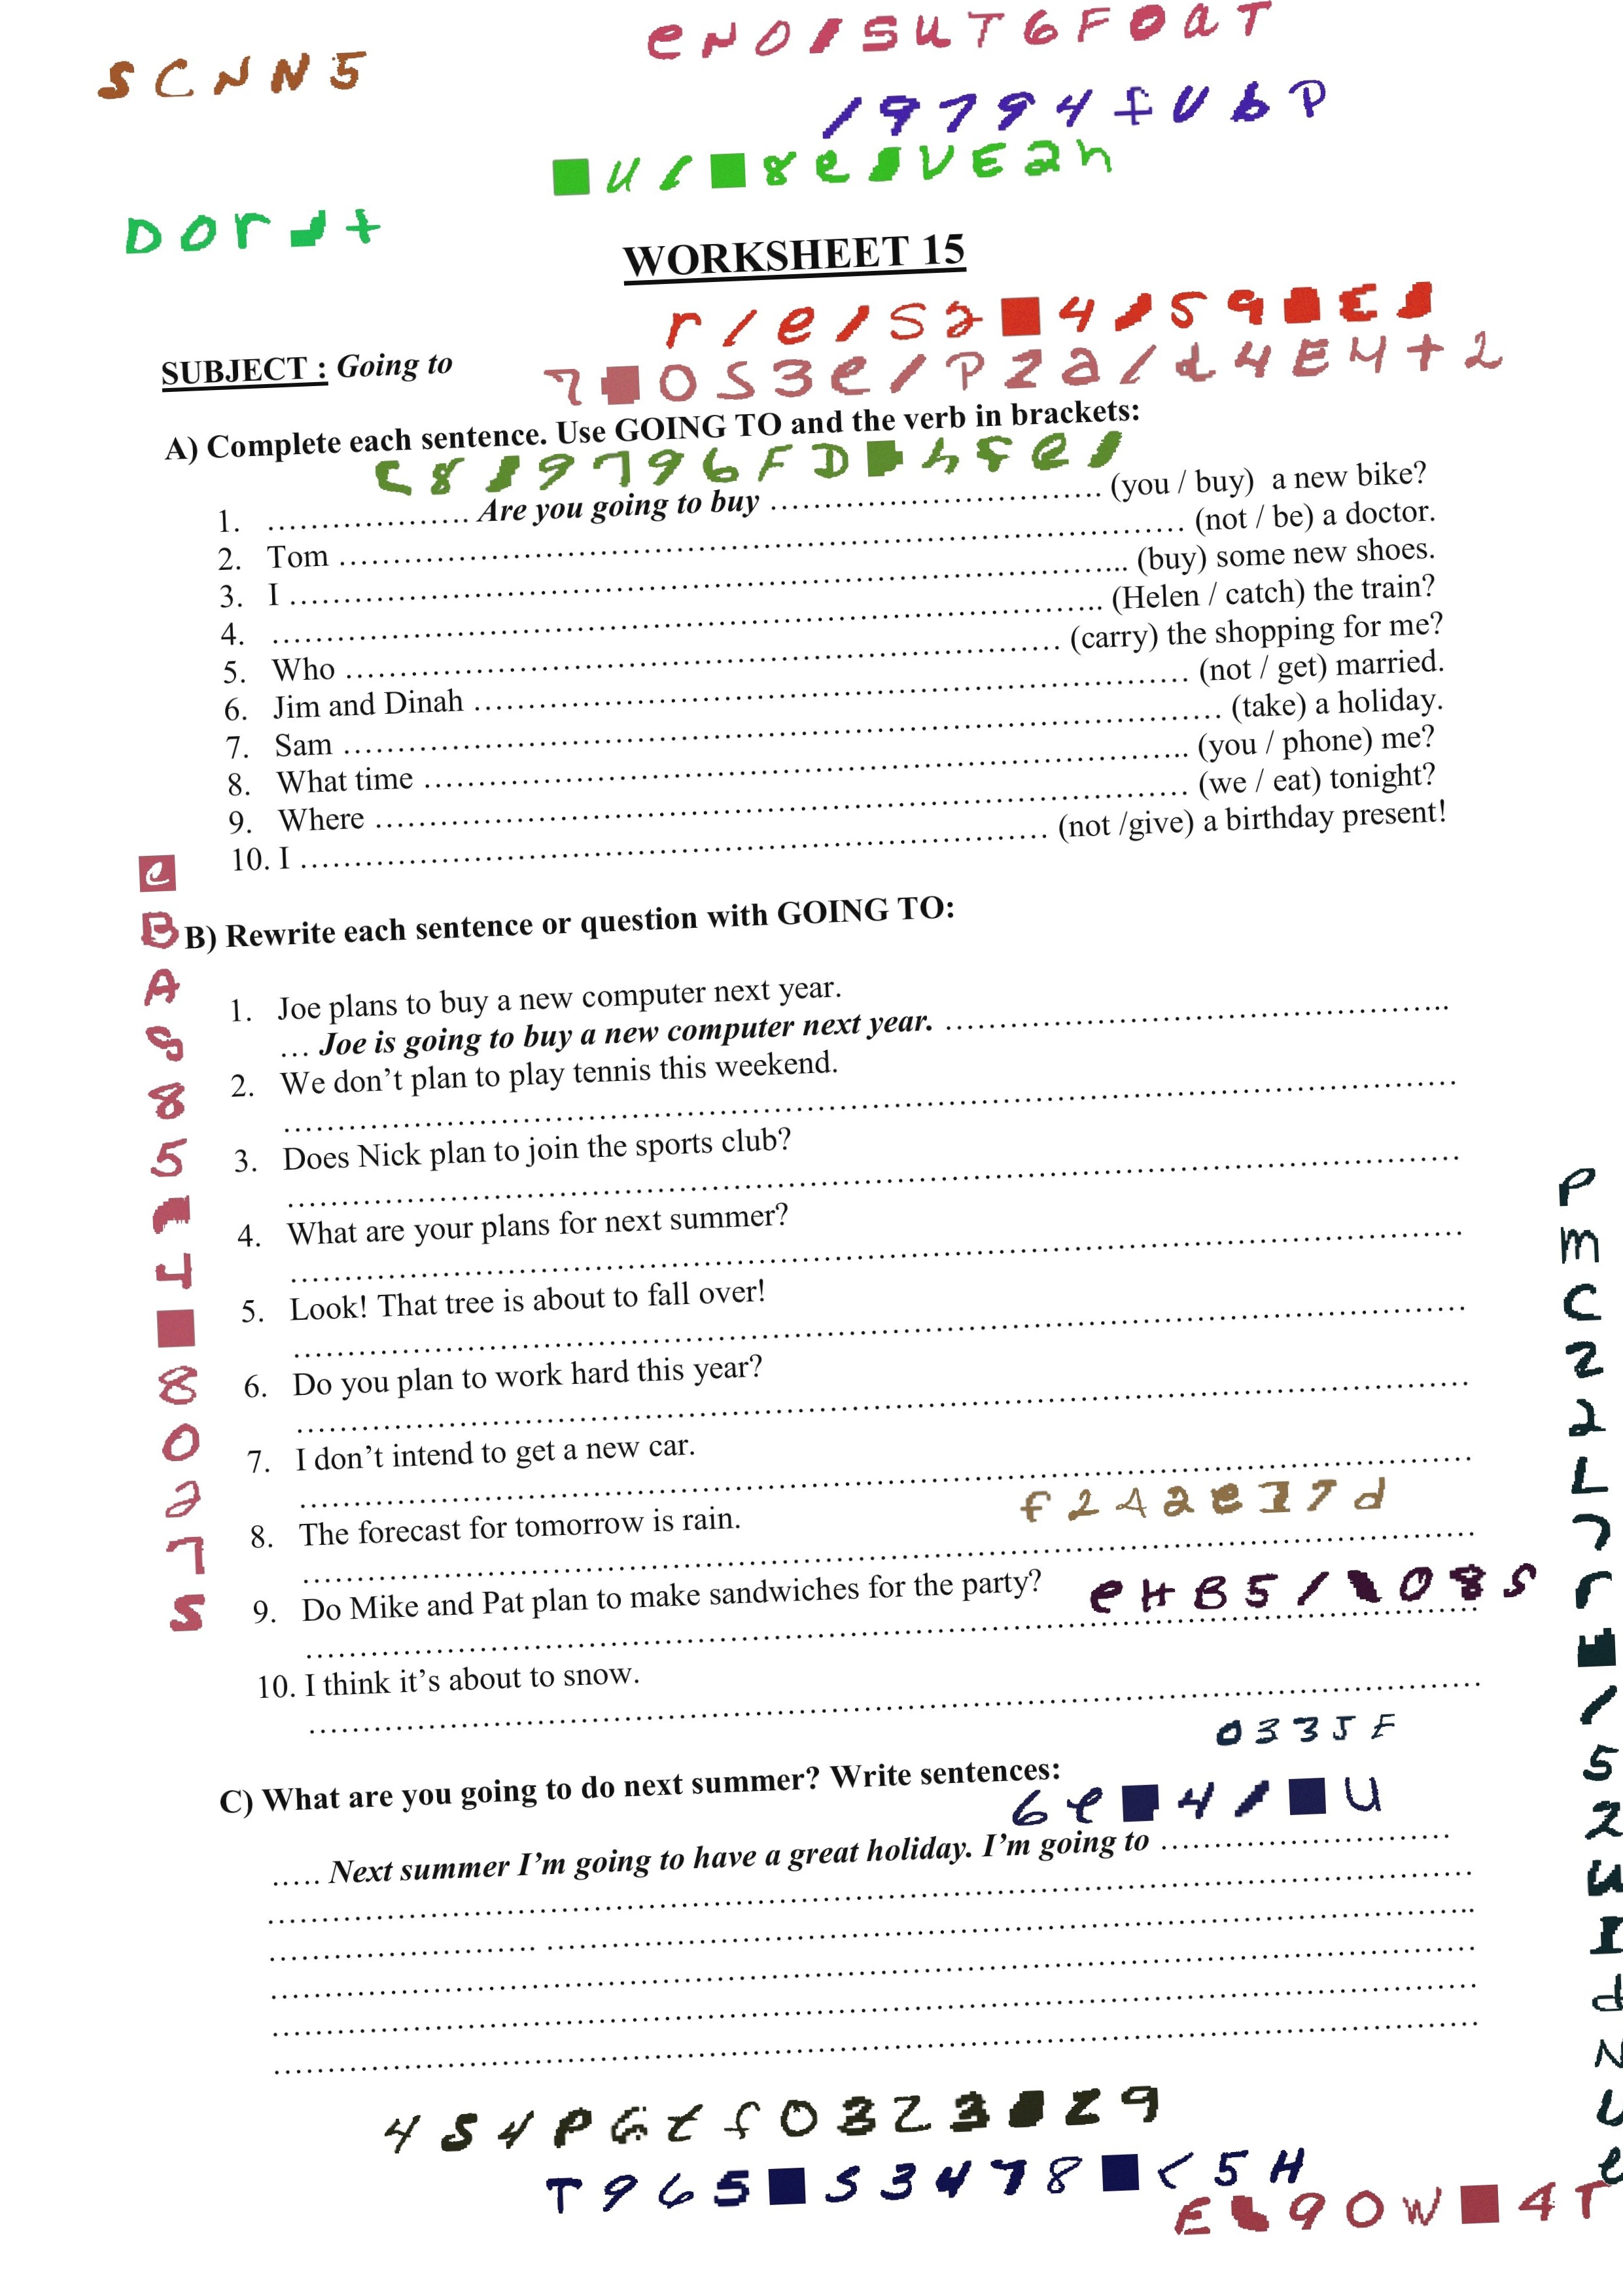 SCNN5
19794fUbP
WORKSHEET 15
SUBJECT : Going to
A) Complete each sentence. Use GOING TO and the verb in brackets:
1. ………………. Are you going to buy …………………………. (you / buy) a new bike?
2. Tom …………………………………………………………………… (not / be) a doctor.
3. I …………………………………………………………………... (buy) some new shoes.
4. …………………………………………………………………….. (Helen / catch) the train?
5. Who …………………………………………………………. (carry) the shopping for me?
6. Jim and Dinah …………………………………………………………. (not / get) married.
7. Sam ……………………………………………………………………. (take) a holiday.
8. What time ………………………………………………………………….. (you / phone) me?
9. Where …………………………………………………………………. (we / eat) tonight?
10. I ……………………………………………………………. (not /give) a birthday present!
B) Rewrite each sentence or question with GOING TO:
1. Joe plans to buy a new computer next year.
… Joe is going to buy a new computer next year. ………………………………………..
2. We don’t plan to play tennis this weekend.
……………………………………………………………………………………………
3. Does Nick plan to join the sports club?
……………………………………………………………………………………………
4. What are your plans for next summer?
……………………………………………………………………………………………
5. Look! That tree is about to fall over!
……………………………………………………………………………………………
6. Do you plan to work hard this year?
……………………………………………………………………………………………
7. I don’t intend to get a new car.
……………………………………………………………………………………………
8. The forecast for tomorrow is rain.
……………………………………………………………………………………………
9. Do Mike and Pat plan to make sandwiches for the party?
……………………………………………………………………………………………
10. I think it’s about to snow.
……………………………………………………………………………………………
033JF
C) What are you going to do next summer? Write sentences:
….. Next summer I’m going to have a great holiday. I’m going to ………………………
……………………………………………………………………………………………
……………………. ………………………………………………………………………..
……………………………………………………………………………………………
……………………………………………………………………………………………
……………………………………………………………………………………………